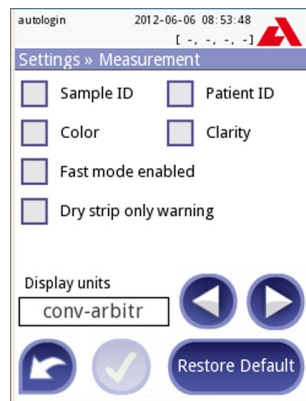 autologin 2012-06-06 08:53:48
[ -, -, -, -]
Settings » Measurement
Sample ID Patient ID
Color Clarity
Fast mode enabled
Dry strip only warning
Display units
conv-arbitr
Restore Default